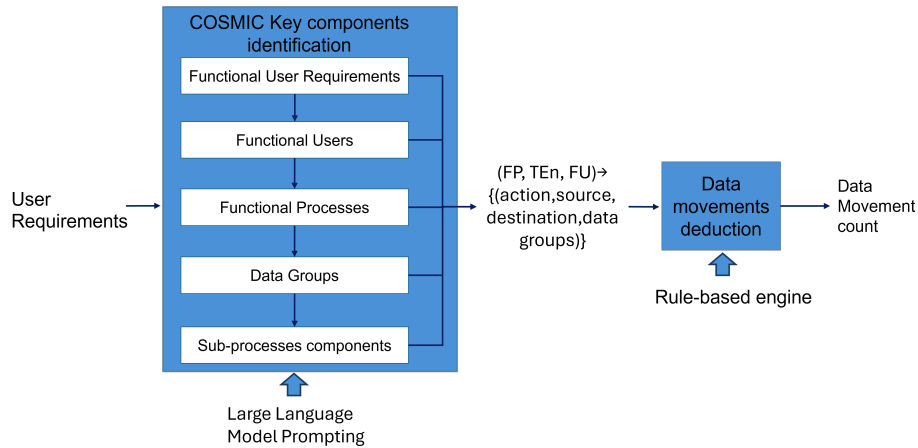 COSMIC Key components
identification
Functional User Requirements
Functional Users
Functional Processes
Data Groups
Sub-processes components
User
Requirements
Large Language
Model Prompting
(FP, TEn, FU)→
{(action,source,
destination,data
groups)}
Data
movements
deduction
Rule-based engine
Data
Movement
count